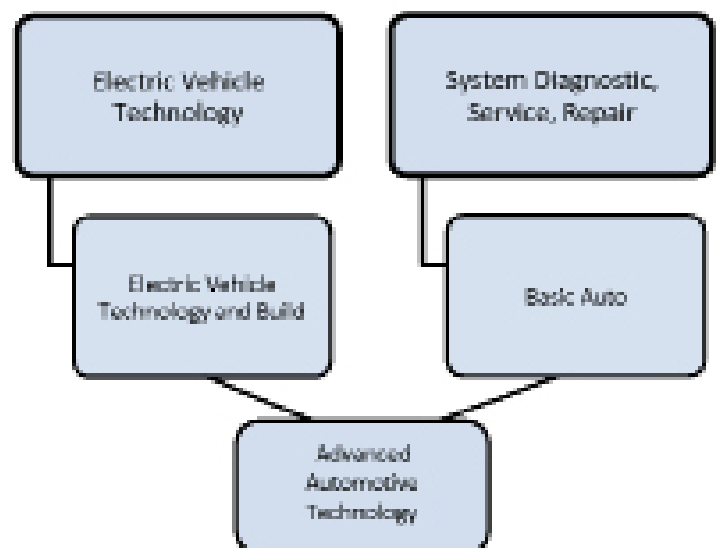 Electric Vehicle
Technology
System Diagnostic,
Service, Repair
Electric Vehicle
Technology and Build
Basic Auto
Advanced
Automotive
Technology